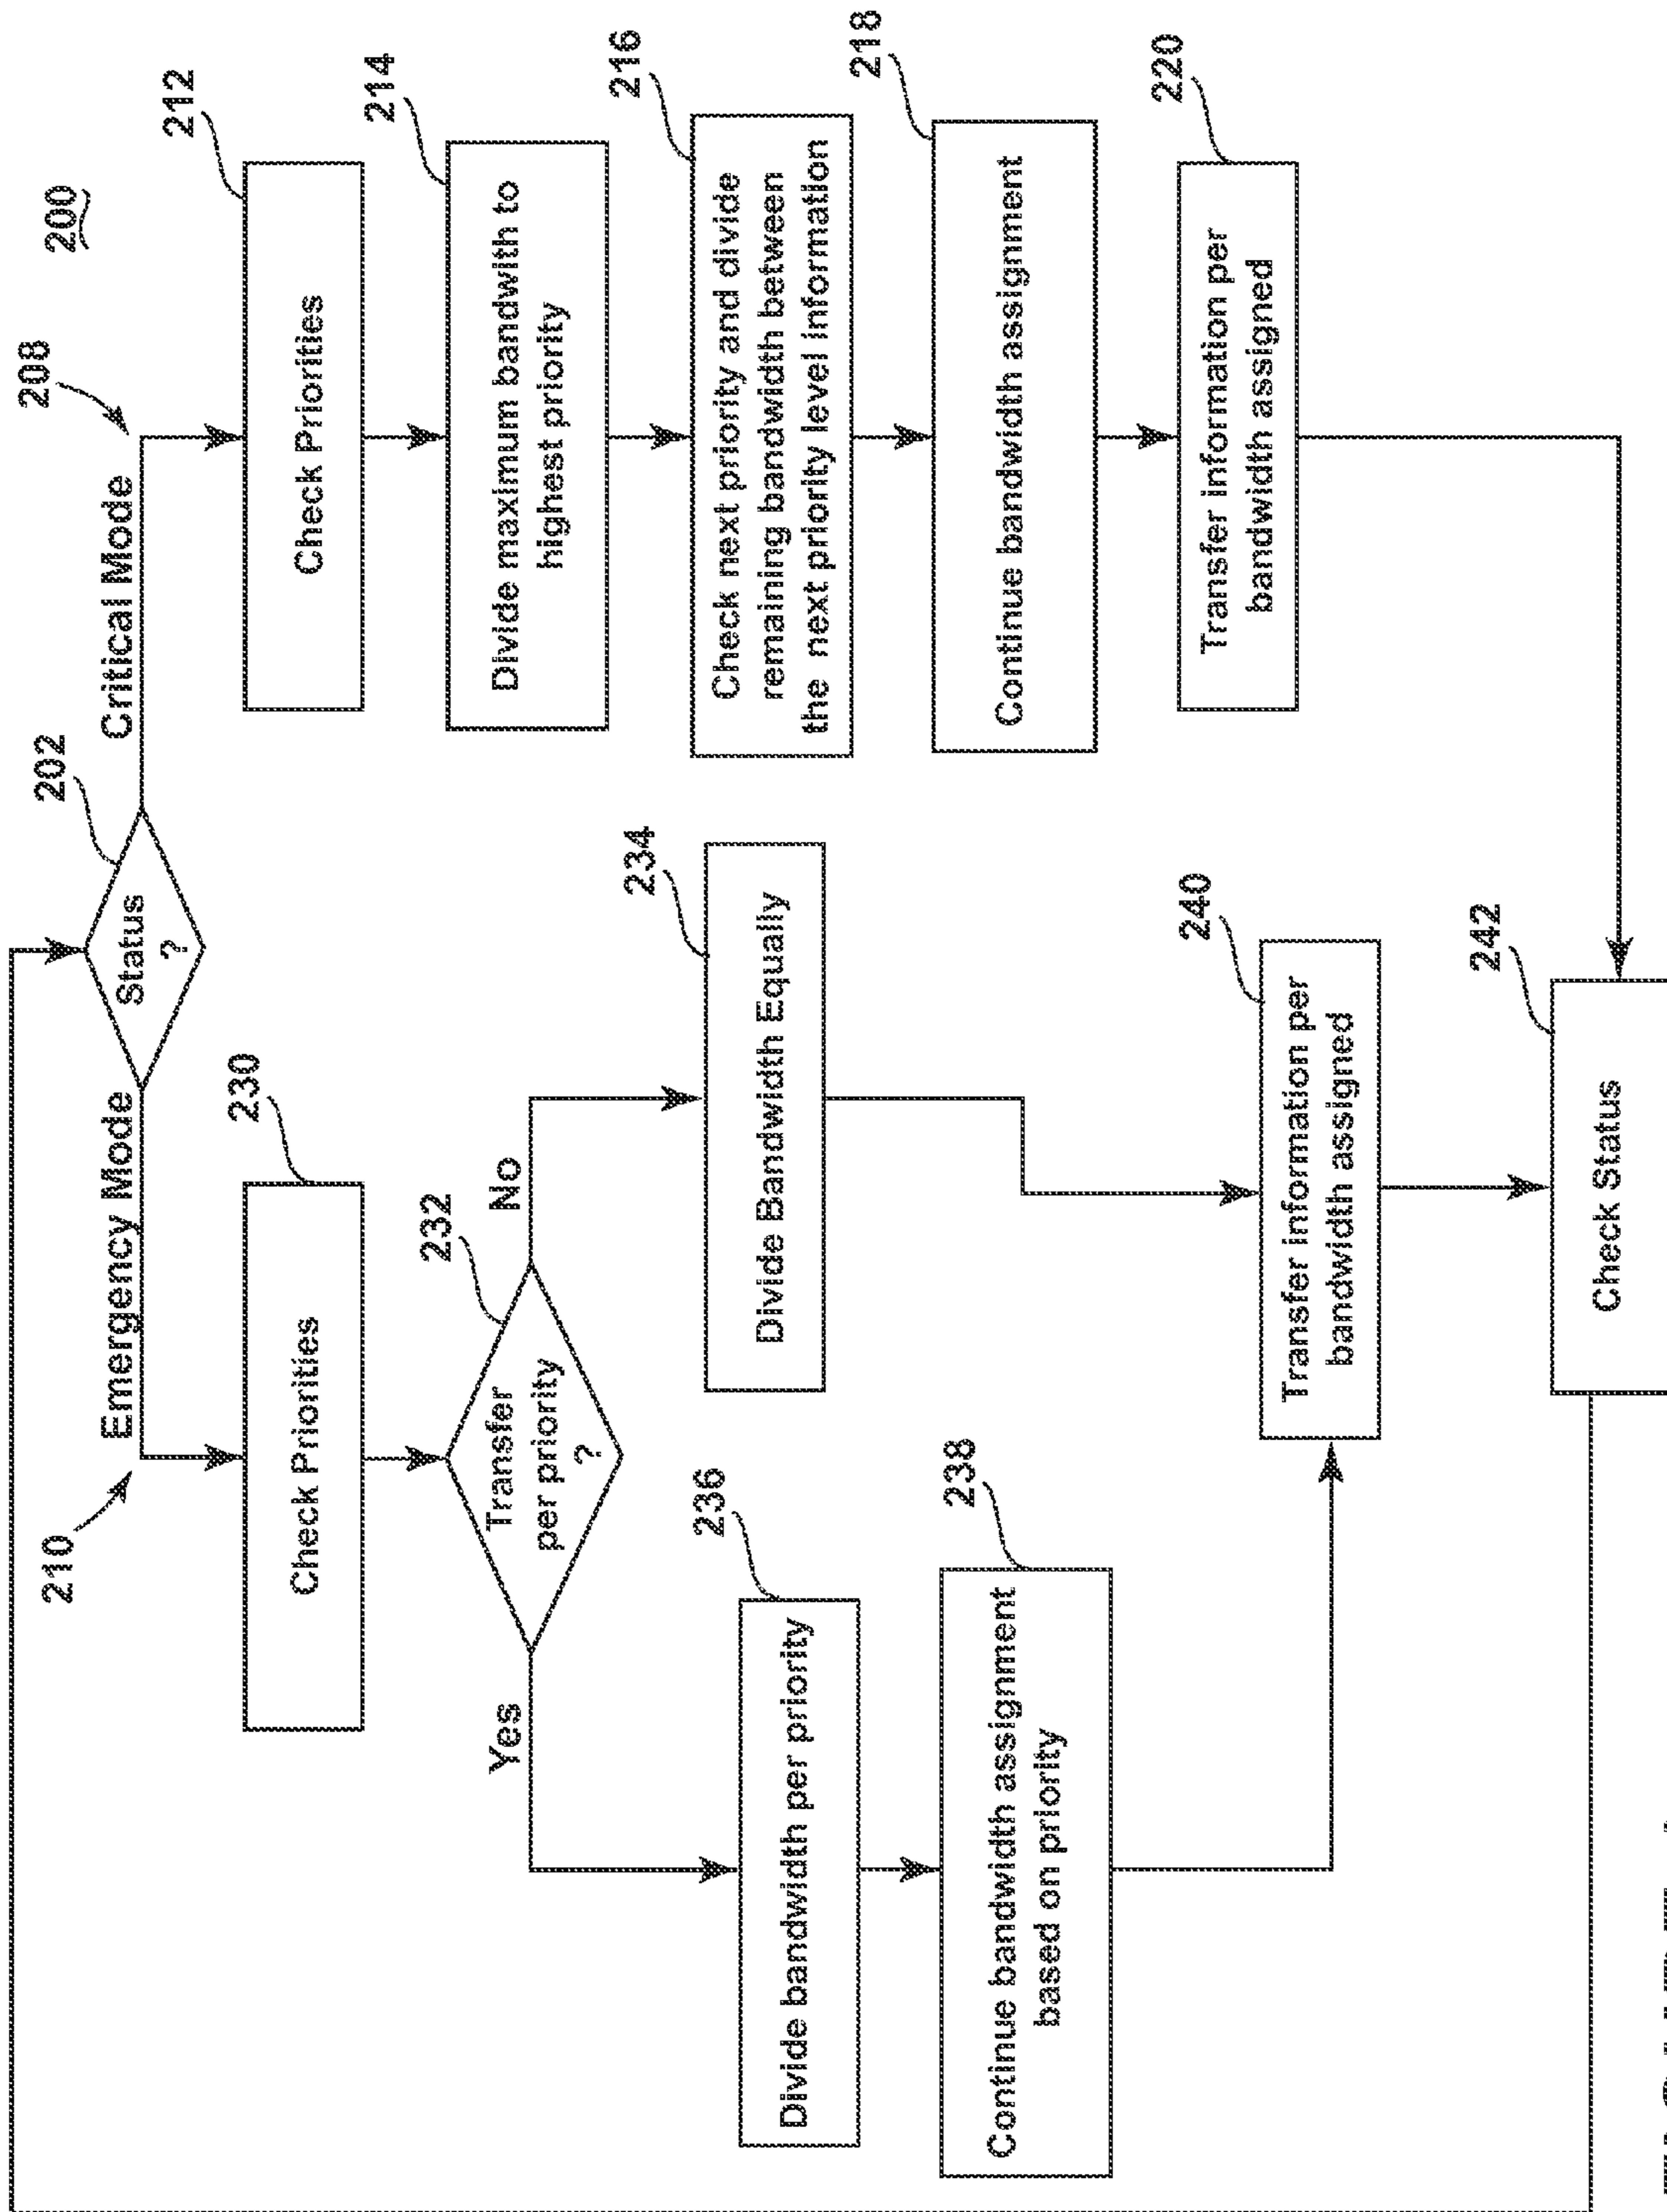 200
208
202
Status
?
Emergency Mode
Critical Mode
210
230
Check Priorities
212
Check Priorities
232
Transfer
per priority
?
Yes
No
214
Divide maximum bandwith to
highest priority
236
Divide bandwidth per priority
234
Divide Bandwidth Equally
216
Check next priority and divide
remaining bandwidth between
the next priority level information
238
Continue bandwidth assignment
based on priority
218
Continue bandwidth assignment
240
Transfer information per
bandwidth assigned
220
Transfer information per
bandwidth assigned
242
Check Status